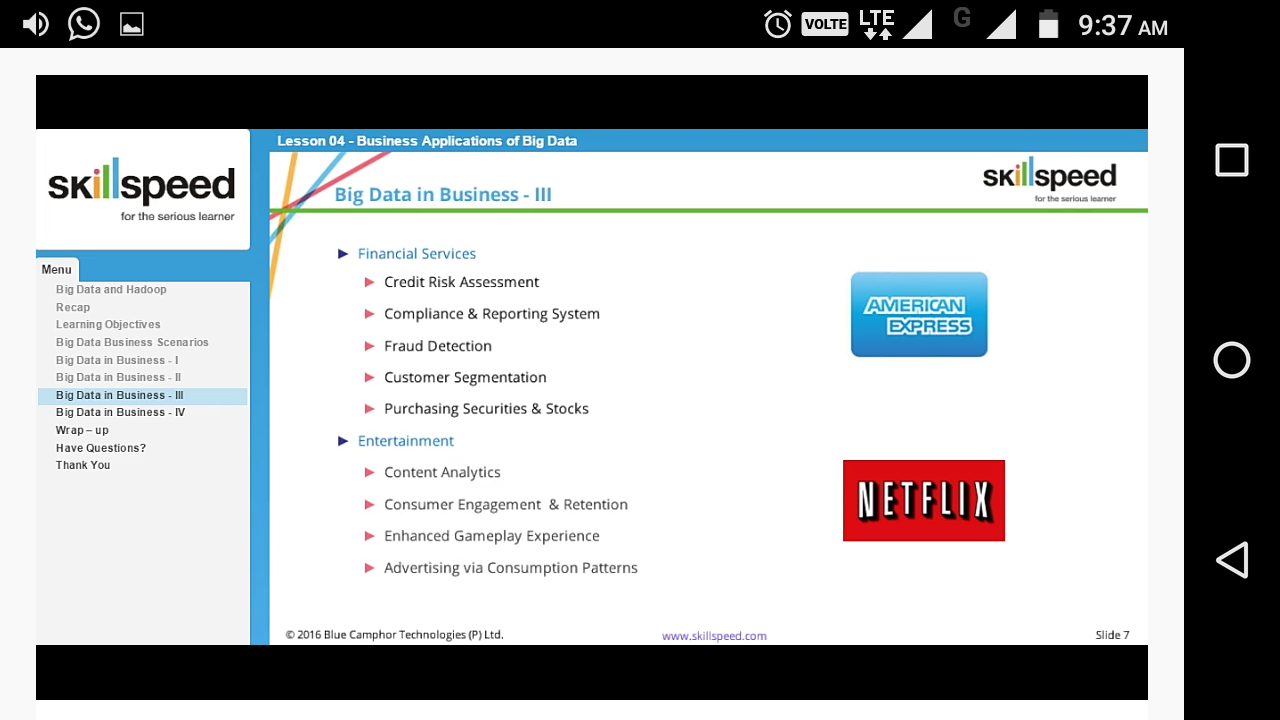 VOLTE LTE G 9:37 AM
Lesson 04 - Business Applications of Big Data
skillspeed
for the serious learner
skillspeed
for the serious learner
Big Data in Business - III
Menu
Big Data and Hadoop
Recap
Learning Objectives
Big Data Business Scenarios
Big Data in Business - I
Big Data in Business - II
Big Data in Business - III
Big Data in Business - IV
Wrap – up
Have Questions?
Thank You
Financial Services
Credit Risk Assessment
Compliance & Reporting System
Fraud Detection
Customer Segmentation
Purchasing Securities & Stocks
AMERICAN
EXPRESS
Entertainment
Content Analytics
Consumer Engagement & Retention
Enhanced Gameplay Experience
Advertising via Consumption Patterns
NETFLIX
© 2016 Blue Camphor Technologies (P) Ltd.
www.skillspeed.com
Slide 7